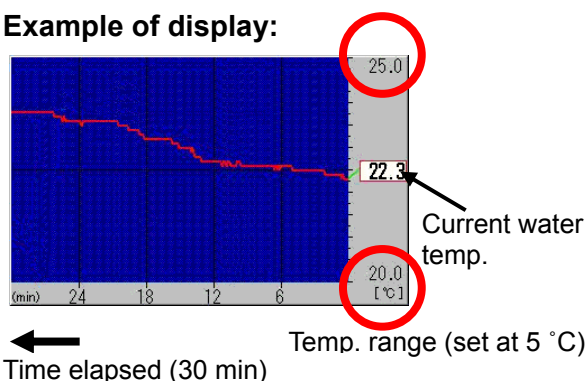 Example of display:
25.0
22.3
Current water
temp.
20.0
[℃]
(min) 24 18 12 6
Temp. range (set at 5 ˚C)
Time elapsed (30 min)